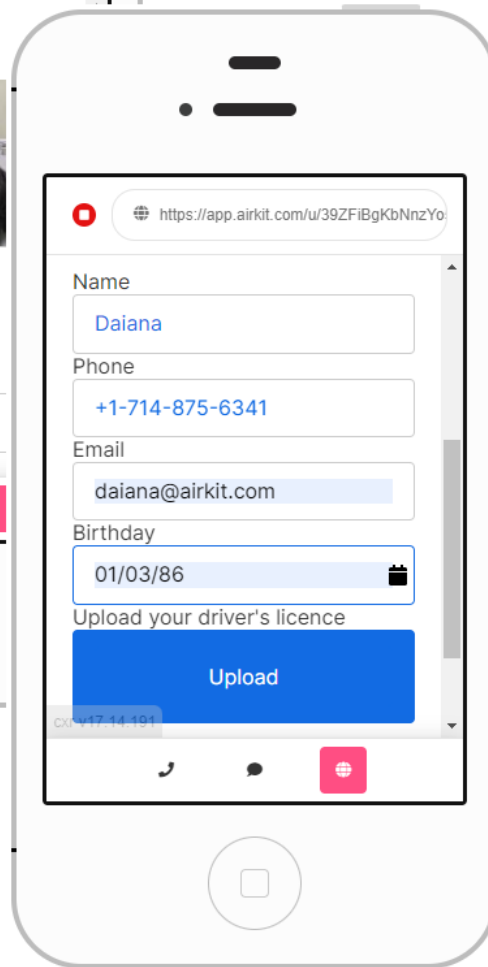 https://app.airkit.com/u/39ZFiBgKbNnzYo
Name
Daiana
Phone
+1-714-875-6341
Email
daiana@airkit.com
Birthday
01/03/86
Upload your driver's licence
Upload
cxr v17.14.191